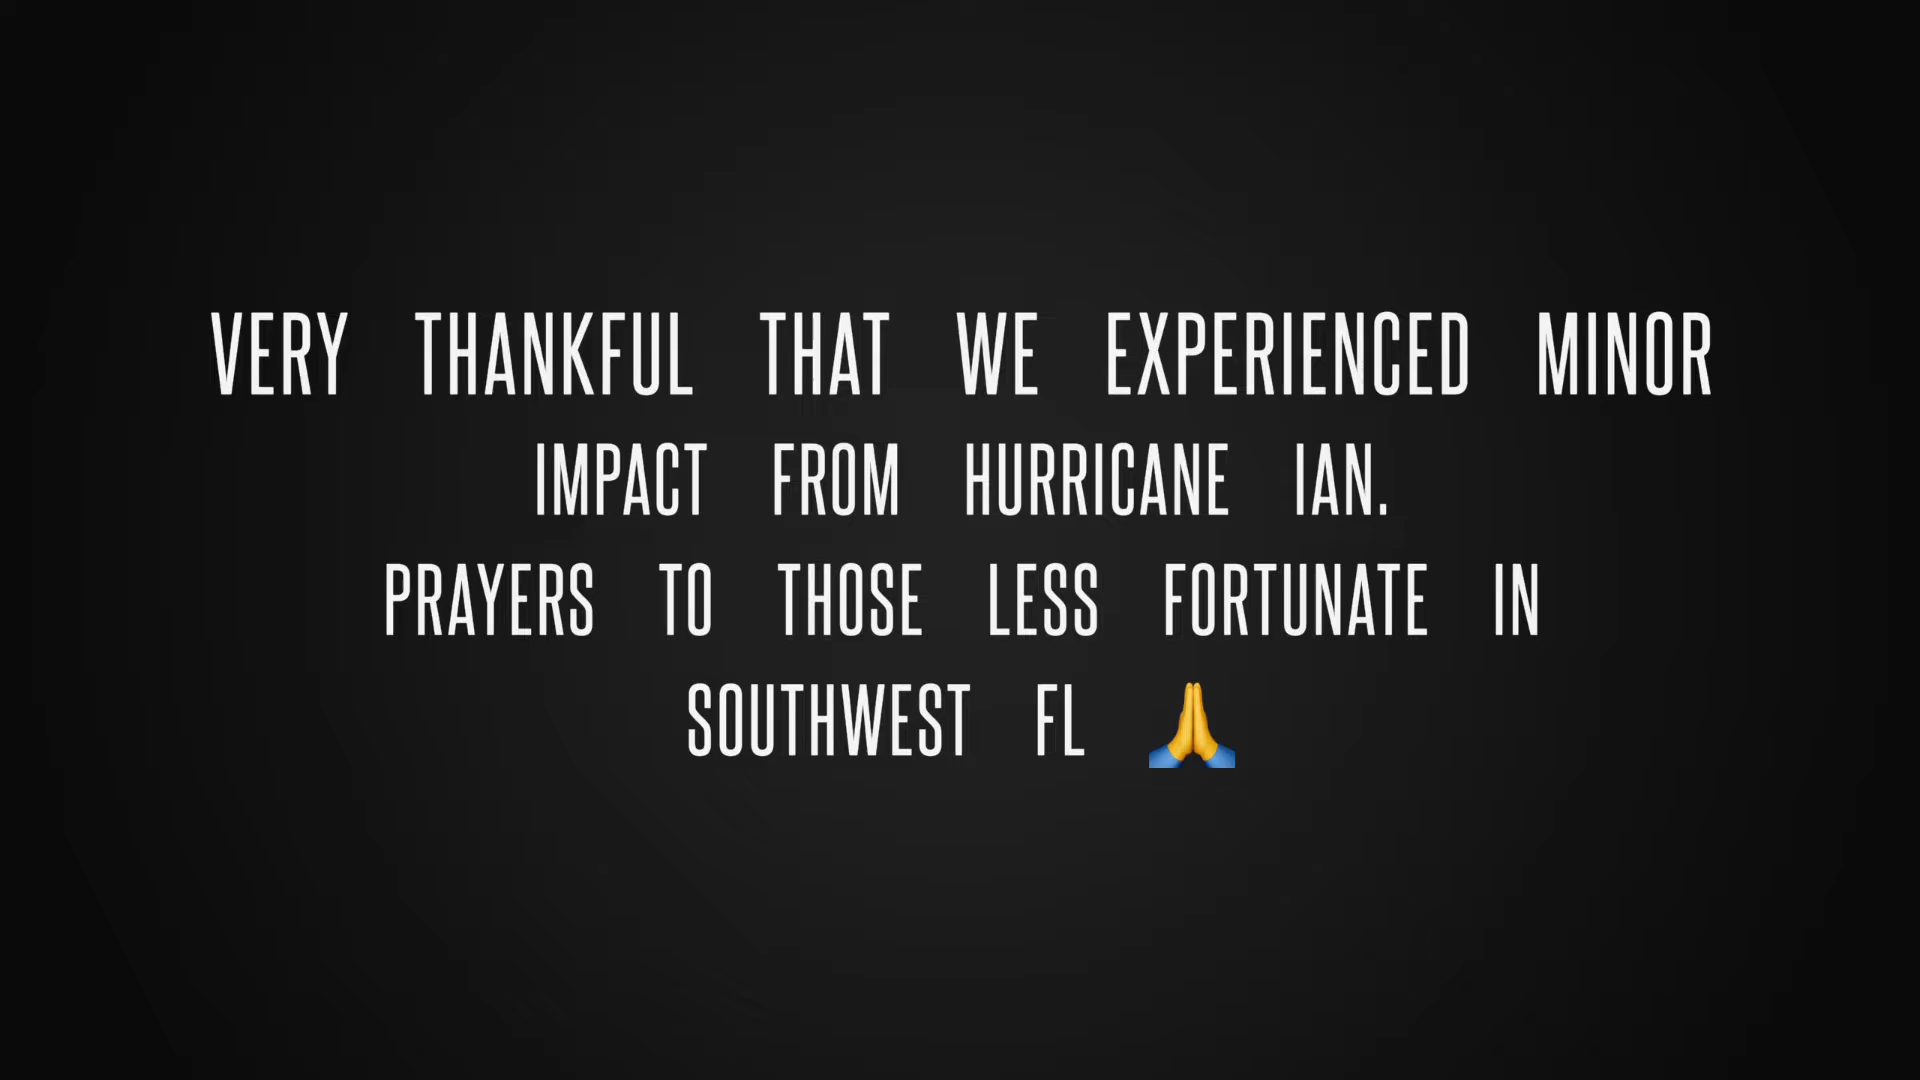 VERY THANKFUL THAT WE EXPERIENCED MINOR
IMPACT FROM HURRICANE IAN.
PRAYERS TO THOSE LESS FORTUNATE IN
SOUTHWEST FL 🙏